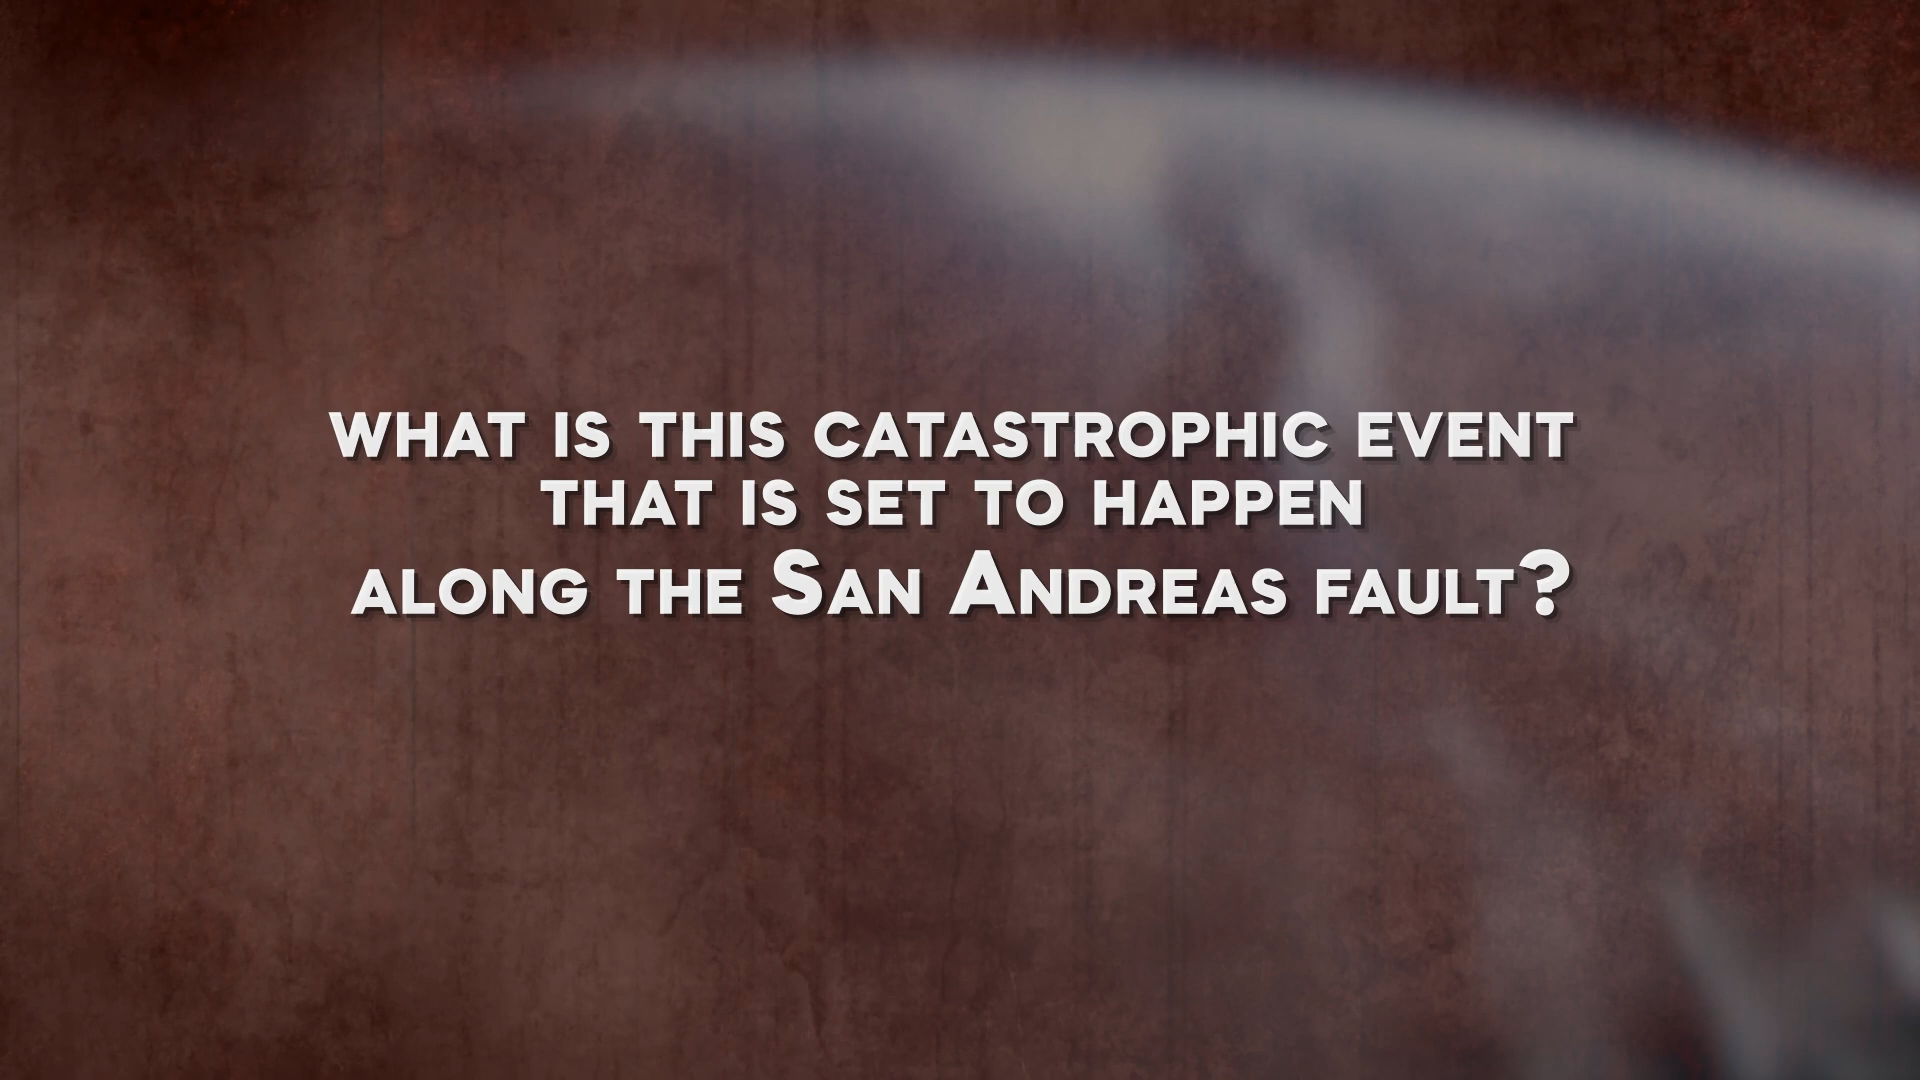 WHAT IS THIS CATASTROPHIC EVENT
THAT IS SET TO HAPPEN
ALONG THE SAN ANDREAS FAULT?